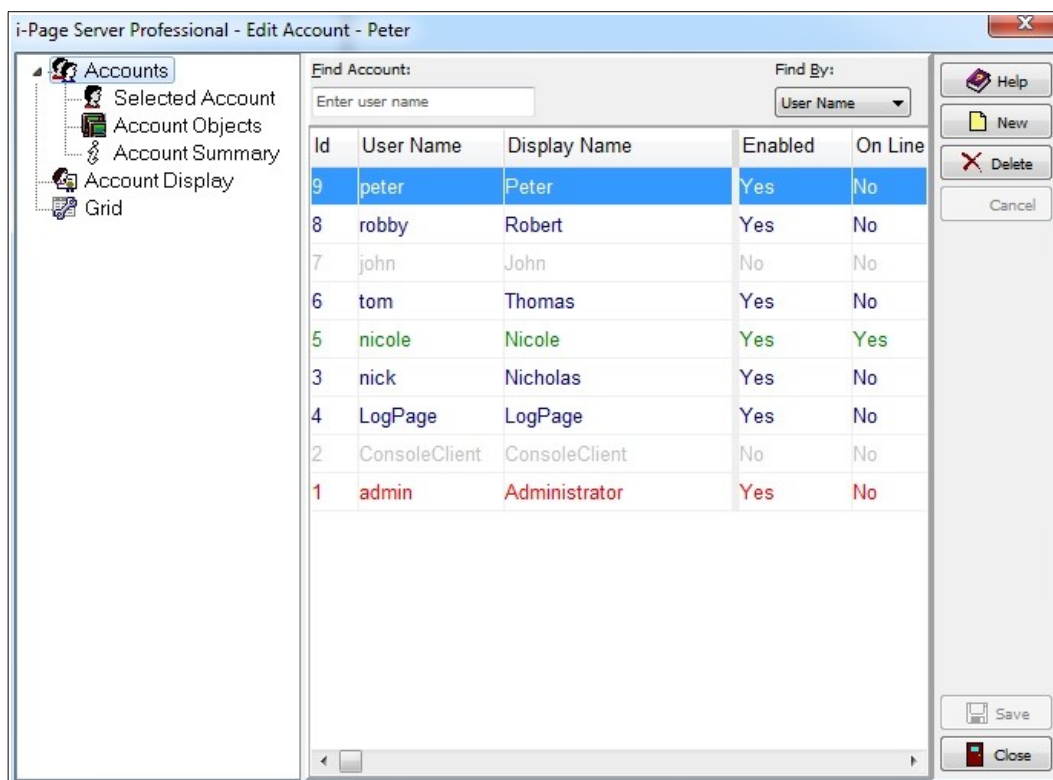 i-Page Server Professional - Edit Account - Peter
Accounts
Selected Account
Account Objects
Account Summary
Account Display
Grid
Find Account:
Find By:
Enter user name
User Name
Id User Name Display Name Enabled On Line
9 peter Peter Yes No
8 robby Robert Yes No
7 john John No No
6 tom Thomas Yes No
5 nicole Nicole Yes Yes
3 nick Nicholas Yes No
4 LogPage LogPage Yes No
2 ConsoleClient ConsoleClient No No
1 admin Administrator Yes No
Help
New
Delete
Cancel
Save
Close